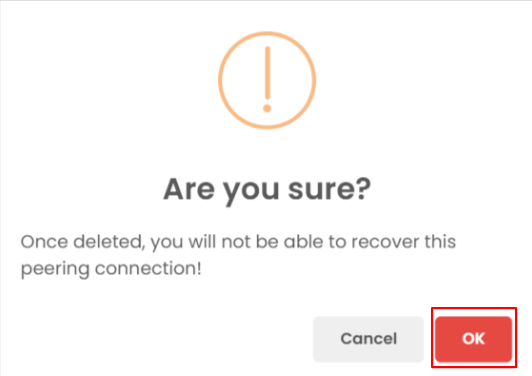 Are you sure?
Once deleted, you will not be able to recover this
peering connection!
Cancel
OK